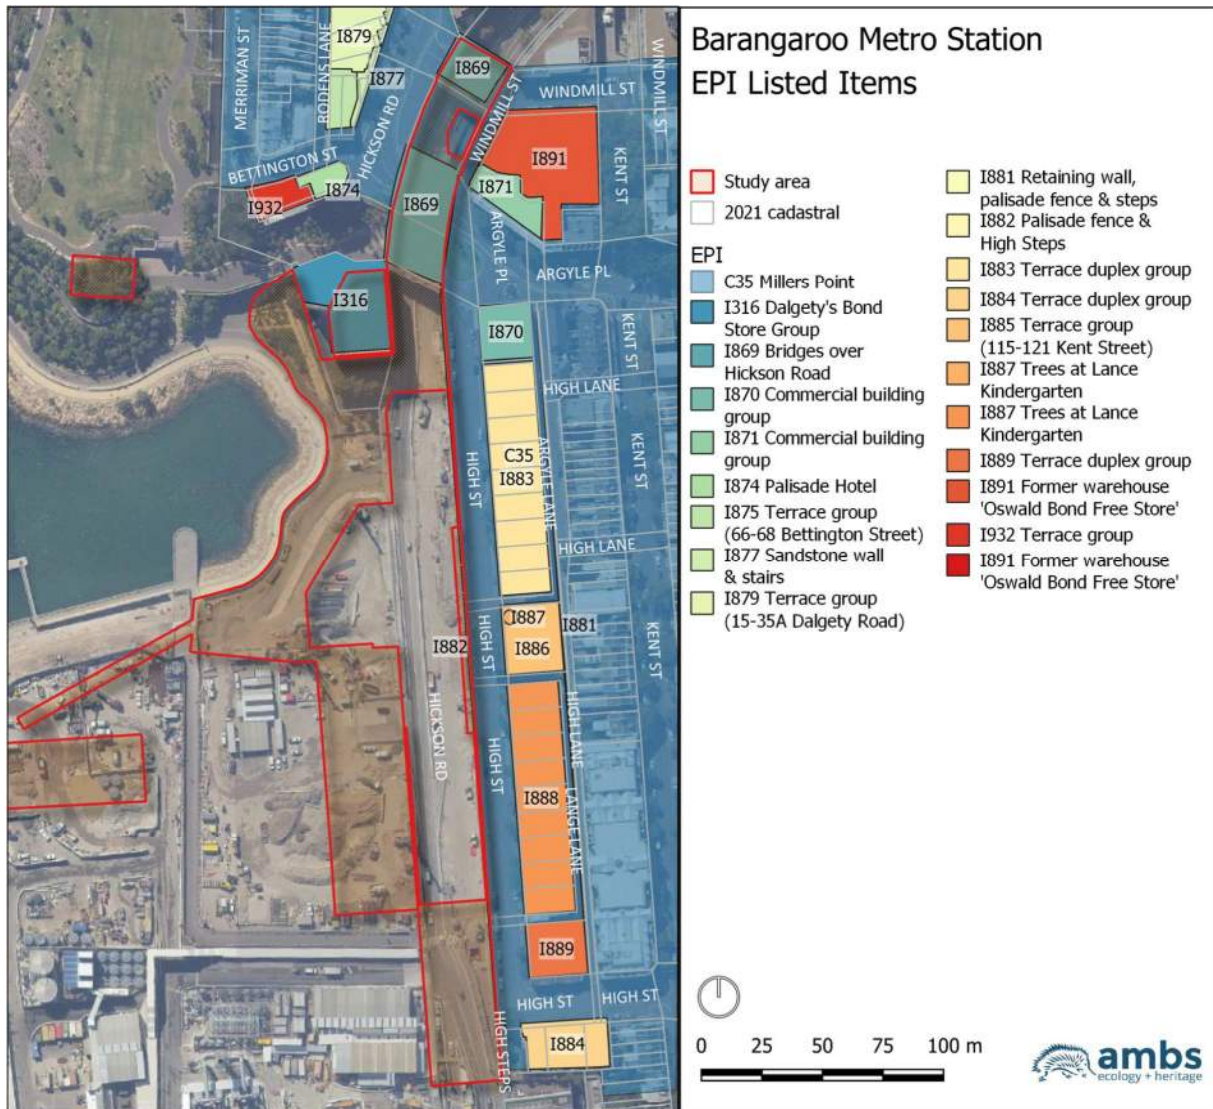 Barangaroo Metro Station
EPI Listed Items
Study area
2021 cadastral
EPI
C35 Millers Point
I316 Dalgety's Bond
Store Group
I869 Bridges over
Hickson Road
I870 Commercial building
group
I871 Commercial building
group
I874 Palisade Hotel
I875 Terrace group
(66-68 Bettington Street)
I877 Sandstone wall
& stairs
I879 Terrace group
(15-35A Dalgety Road)
I881 Retaining wall,
palisade fence & steps
I882 Palisade fence &
High Steps
I883 Terrace duplex group
I884 Terrace duplex group
I885 Terrace group
(115-121 Kent Street)
I887 Trees at Lance
Kindergarten
I887 Trees at Lance
Kindergarten
I889 Terrace duplex group
I891 Former warehouse
'Oswald Bond Free Store'
I932 Terrace group
I891 Former warehouse
'Oswald Bond Free Store'
0 25 50 75 100 m
ambs
ecology + heritage
MERRIMAN ST
RODENS LANE
I879
I877
HICKSON RD
I869
WINDMILL ST
WINDMILL ST
WINDMILL ST
BETTINGTON ST
I874
I932
I869
I891
I871
KENT ST
ARGYLE PL
ARGYLE PL
I316
I870
KENT ST
HIGH LANE
C35
I883
ARGYLE LANE
HIGH ST
KENT ST
HIGH LANE
I887
I886
I881
I882
HIGH ST
KENT ST
HICKSON RD
HIGH LANE
HIGH ST
I888
LANCE LANE
I889
HIGH ST
HIGH ST
I884
HIGH STEPS